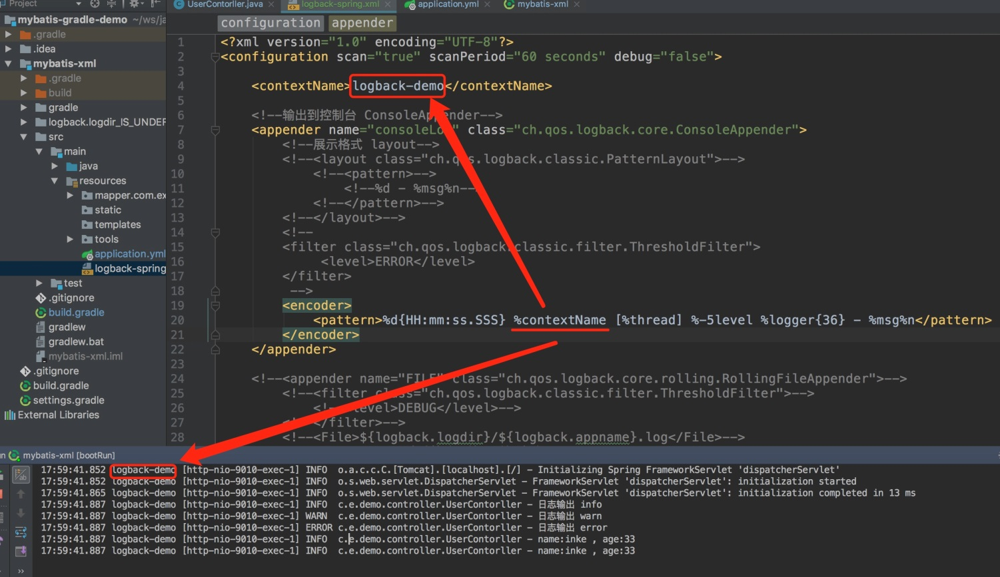 Project
UserContorller.java
logback-spring.xml
application.yml
mybatis-xml
mybatis-gradle-demo ~/ws/ja
.gradle
.idea
mybatis-xml
.gradle
build
gradle
logback.logdir_IS_UNDEF
src
main
java
resources
mapper.com.ex
static
templates
tools
application.yml
logback-spring
test
.gitignore
build.gradle
gradlew
gradlew.bat
mybatis-xml.iml
.gitignore
build.gradle
settings.gradle
External Libraries
configuration appender
1 <?xml version="1.0" encoding="UTF-8"?>
2 <configuration scan="true" scanPeriod="60 seconds" debug="false">
3
4 <contextName>logback-demo</contextName>
5
6 <!--输出到控制台 ConsoleAppender-->
7 <appender name="consoleLog" class="ch.qos.logback.core.ConsoleAppender">
8 <!--展示格式 layout-->
9 <!--<layout class="ch.qos.logback.classic.PatternLayout">-->
10 <!--<pattern>-->
11 <!--%d - %msg%n-->
12 <!--</pattern>-->
13 <!--</layout>-->
14 <!--
15 <filter class="ch.qos.logback.classic.filter.ThresholdFilter">
16 <level>ERROR</level>
17 </filter>
18 -->
19 <encoder>
20 <pattern>%d{HH:mm:ss.SSS} %contextName [%thread] %-5level %logger{36} - %msg%n</pattern>
21 </encoder>
22 </appender>
23
24 <!--<appender name="FILE" class="ch.qos.logback.core.rolling.RollingFileAppender">-->
25 <!--<filter class="ch.qos.logback.classic.filter.ThresholdFilter">-->
26 <!--<level>DEBUG</level>-->
27 <!--</filter>-->
28 <!--<File>${logback.logdir}/${logback.appname}.log</File>-->
mybatis-xml [bootRun]
17:59:41.852 logback-demo [http-nio-9010-exec-1] INFO o.a.c.c.C.[Tomcat].[localhost].[/] - Initializing Spring FrameworkServlet 'dispatcherServlet'
17:59:41.852 logback-demo [http-nio-9010-exec-1] INFO o.s.web.servlet.DispatcherServlet - FrameworkServlet 'dispatcherServlet': initialization started
17:59:41.865 logback-demo [http-nio-9010-exec-1] INFO o.s.web.servlet.DispatcherServlet - FrameworkServlet 'dispatcherServlet': initialization completed in 13 ms
17:59:41.887 logback-demo [http-nio-9010-exec-1] INFO c.e.demo.controller.UserContorller - 日志输出 info
17:59:41.887 logback-demo [http-nio-9010-exec-1] WARN c.e.demo.controller.UserContorller - 日志输出 warn
17:59:41.887 logback-demo [http-nio-9010-exec-1] ERROR c.e.demo.controller.UserContorller - 日志输出 error
17:59:41.887 logback-demo [http-nio-9010-exec-1] INFO c.e.demo.controller.UserContorller - name:inke , age:33
17:59:41.887 logback-demo [http-nio-9010-exec-1] INFO c.e.demo.controller.UserContorller - name:inke , age:33